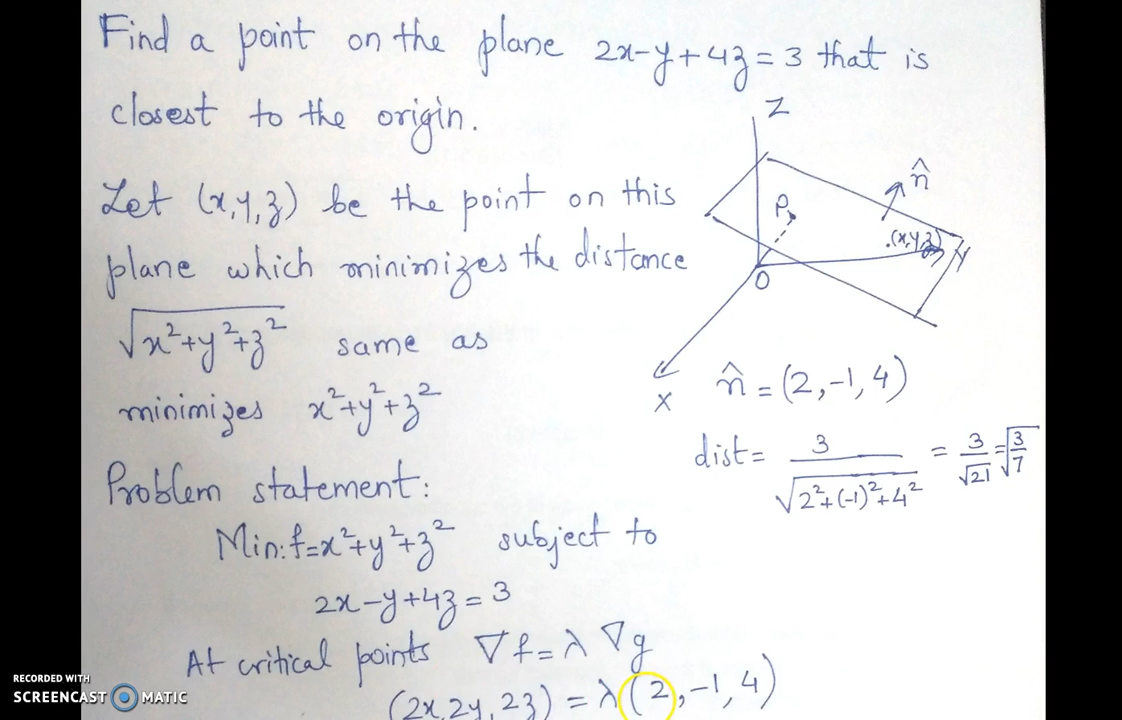 Find a point on the plane 2x-y+4z=3 that is
closest to the origin.
Let (x,y,z) be the point on this
plane which minimizes the distance
√x²+y²+z² same as
minimizes x²+y²+z²
Problem statement:
Min:f=x²+y²+z² subject to
2x-y+4z=3
At critical points ∇f=λ∇g
(2x,2y,2z)=λ(2,-1,4)
Z
n̂
P.
.(x,y,z)
Y
O
X
n̂=(2,-1,4)
dist= 3/√2²+(-1)²+4² = 3/√21 =√3/7
RECORDED WITH
SCREENCAST MATIC